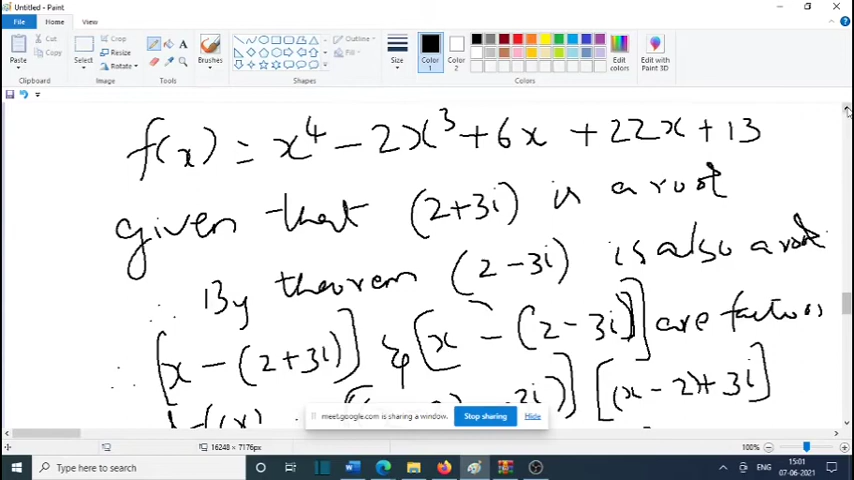 Untitled - Paint
File Home View
Cut
Copy
Paste
Clipboard
Crop
Resize
Rotate
Select
Image
Tools
Brushes
Outline
Fill
Shapes
Size
Color 1
Color 2
Edit colors
Edit with Paint 3D
Colors
f(x) = x^4 - 2x^3 + 6x + 22x + 13
given that (2+3i) is a root
∴ By theorem (2-3i) is also a root
∴ [x - (2+3i)] & [x - (2-3i)] are factors
[(x-2)+3i]
meet.google.com is sharing a window.
Stop sharing
Hide
16248 × 7176px
100%
Type here to search
ENG
15:01
07-06-2021